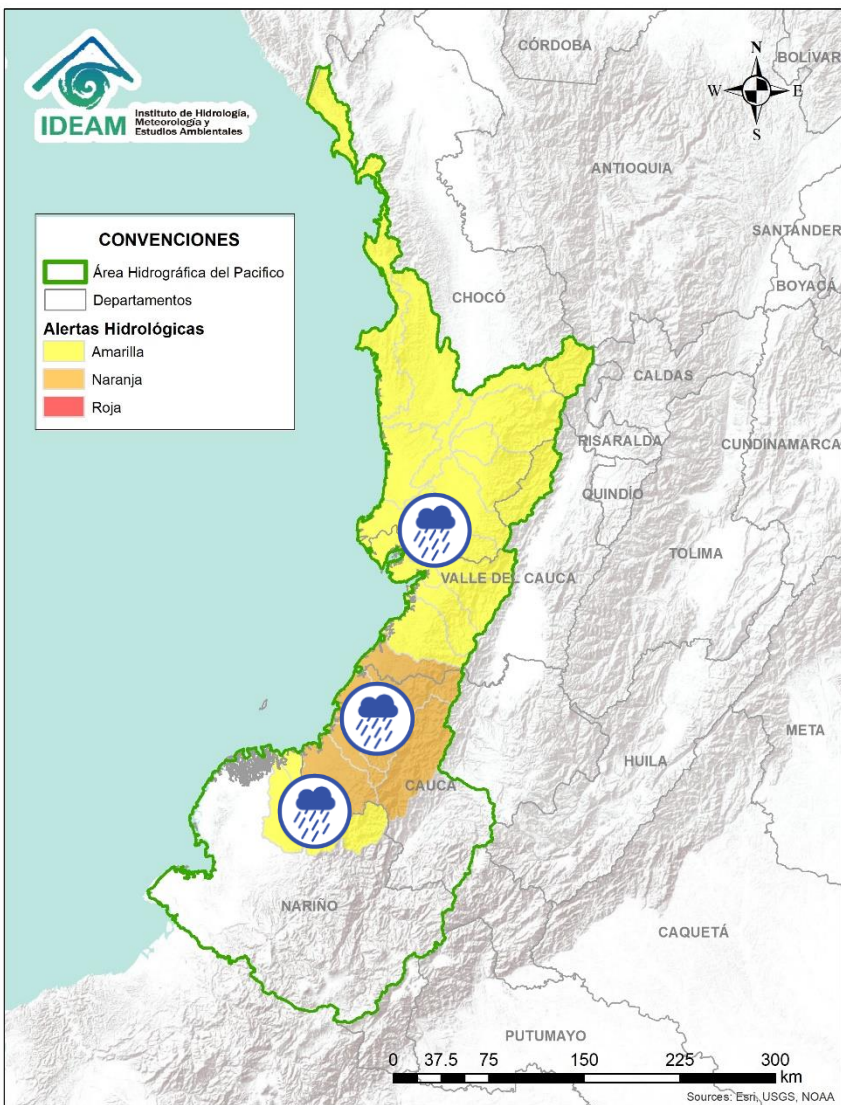 IDEAM
Instituto de Hidrología,
Meteorología y
Estudios Ambientales
CÓRDOBA
BOLÍVAR
N
W
E
S
ANTIOQUIA
SANTÁNDER
BOYACÁ
CONVENCIONES
Área Hidrográfica del Pacifico
Departamentos
Alertas Hidrológicas
Amarilla
Naranja
Roja
CHOCÓ
CALDAS
RISARALDA
CUNDINAMARCA
QUINDÍO
TOLIMA
VALLE DEL CAUCA
META
HUILA
CAUCA
NARIÑO
CAQUETÁ
PUTUMAYO
0 37.5 75 150 225 300
km
Sources: Esri, USGS, NOAA